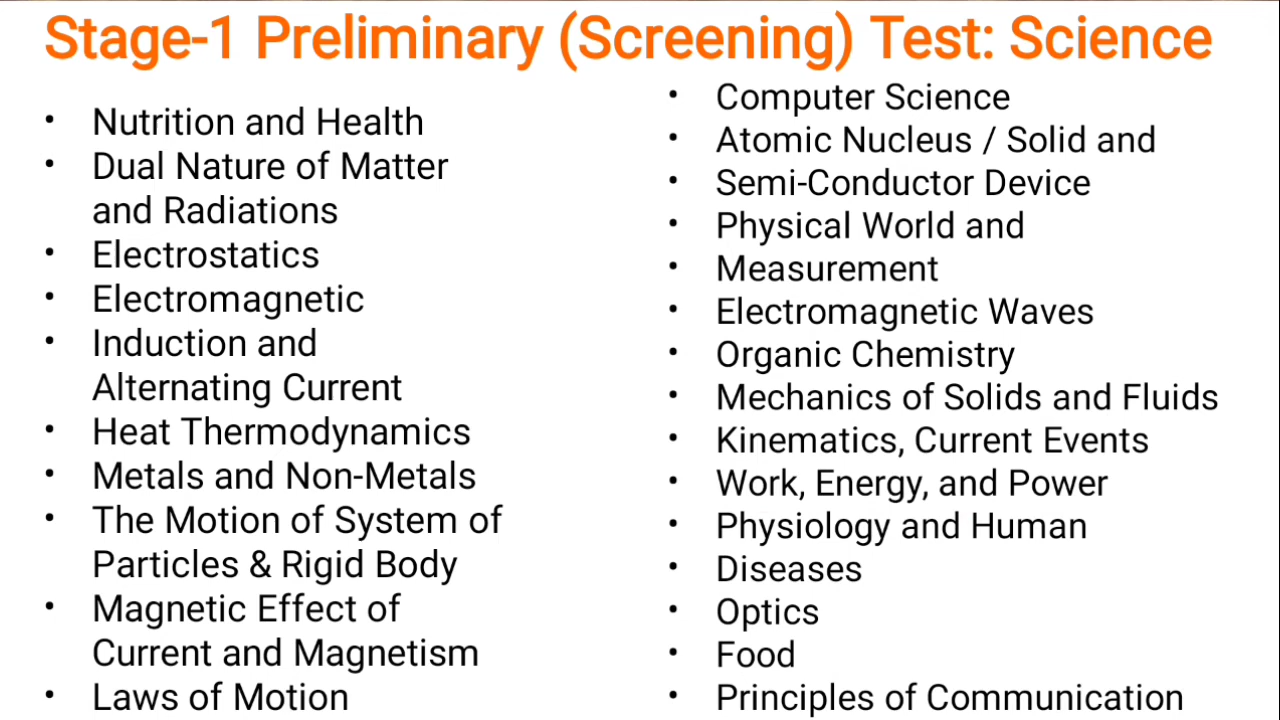 Stage-1 Preliminary (Screening) Test: Science
• Nutrition and Health
• Dual Nature of Matter
and Radiations
• Electrostatics
• Electromagnetic
• Induction and
Alternating Current
• Heat Thermodynamics
• Metals and Non-Metals
• The Motion of System of
Particles & Rigid Body
• Magnetic Effect of
Current and Magnetism
• Laws of Motion
• Computer Science
• Atomic Nucleus / Solid and
• Semi-Conductor Device
• Physical World and
• Measurement
• Electromagnetic Waves
• Organic Chemistry
• Mechanics of Solids and Fluids
• Kinematics, Current Events
• Work, Energy, and Power
• Physiology and Human
• Diseases
• Optics
• Food
• Principles of Communication